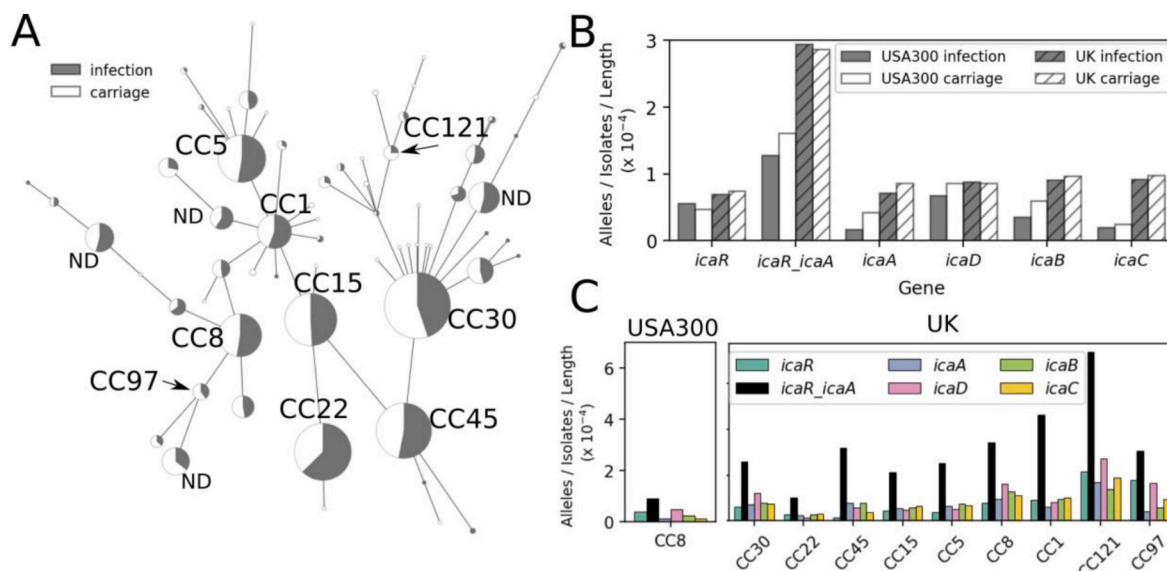 A
infection
carriage
CC5
CC121
CC1
ND
ND
ND
CC15
CC30
CC8
CC97
CC22
CC45
ND
B
Alleles / Isolates / Length
(x 10⁻⁴)
3
2
1
0
USA300 infection
USA300 carriage
UK infection
UK carriage
icaR
icaR_icaA
icaA
icaD
icaB
icaC
Gene
C
USA300
UK
Alleles / Isolates / Length
(x 10⁻⁴)
6
4
2
0
icaR
icaR_icaA
icaA
icaD
icaB
icaC
CC8
CC30
CC22
CC45
CC15
CC5
CC8
CC1
CC121
CC97